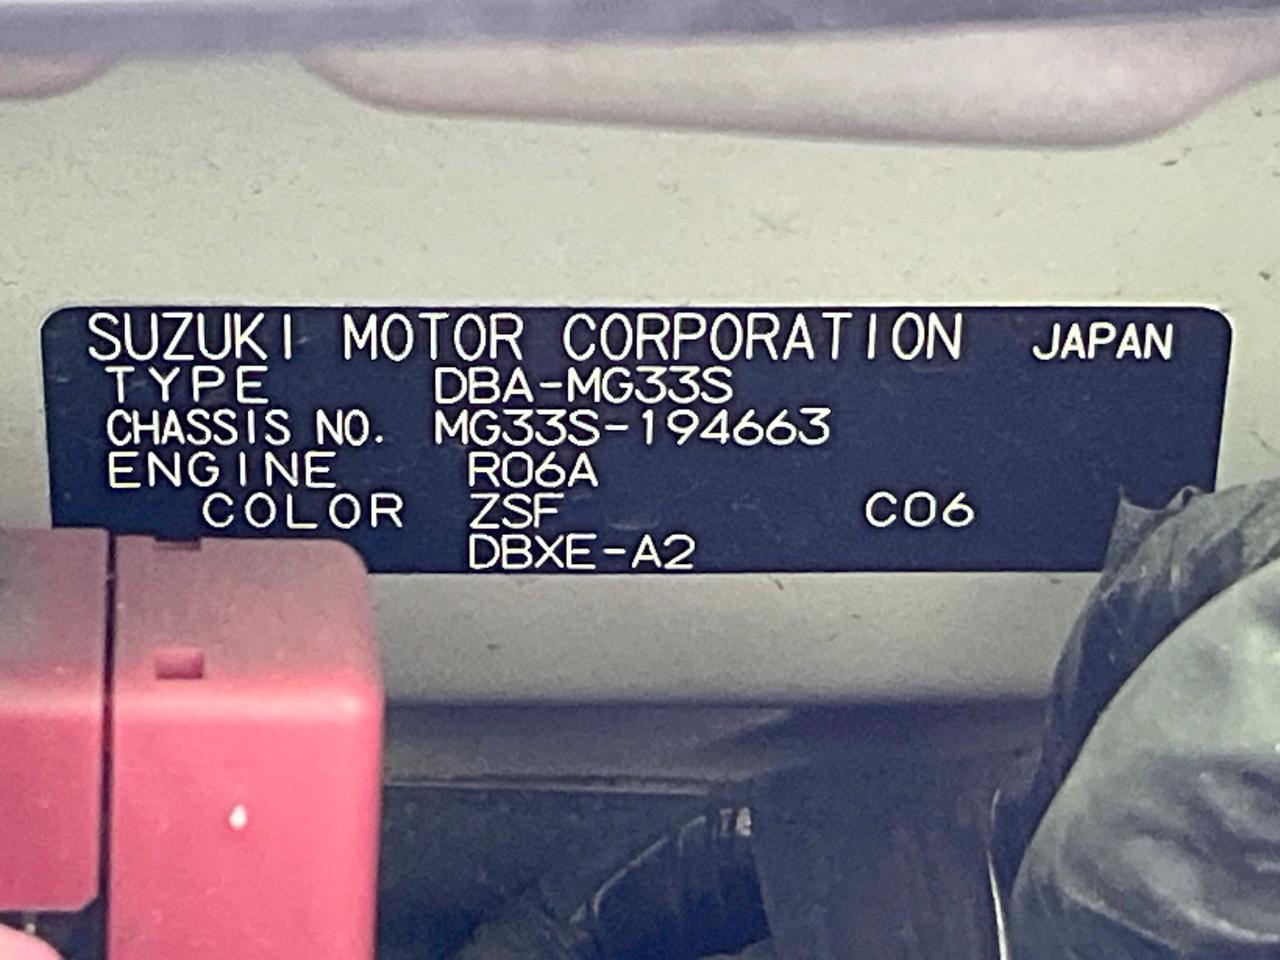 SUZUKI MOTOR CORPORATION JAPAN
TYPE DBA-MG33S
CHASSIS NO. MG33S-194663
ENGINE R06A
COLOR ZSF C06
DBXE-A2